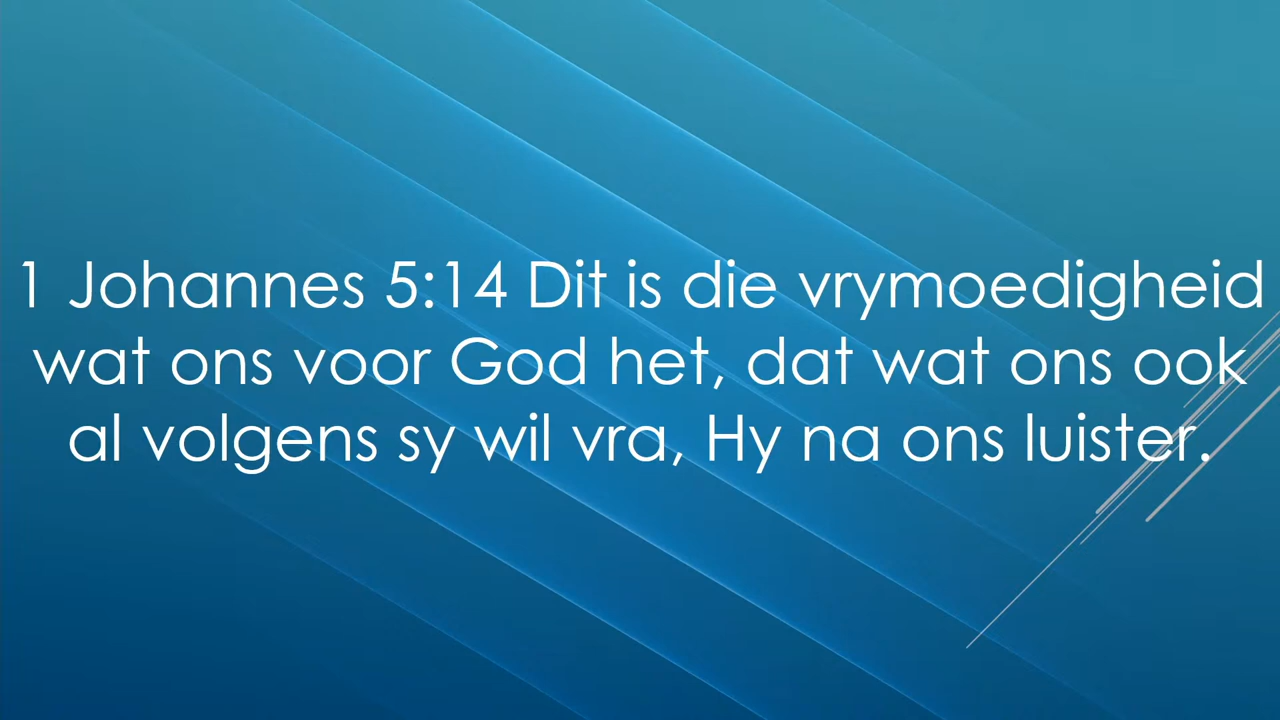 1 Johannes 5:14 Dit is die vrymoedigheid
wat ons voor God het, dat wat ons ook
al volgens sy wil vra, Hy na ons luister.